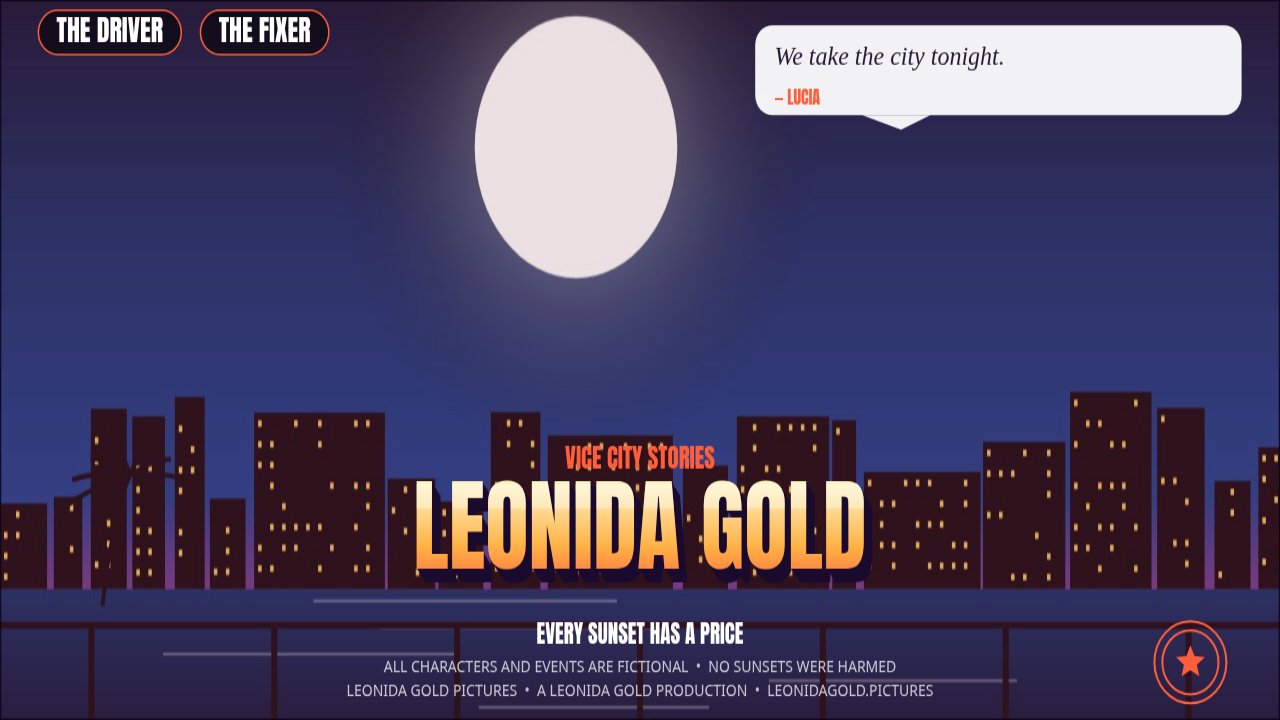 THE DRIVER
THE FIXER
We take the city tonight.
– LUCIA
VICE CITY STORIES
LEONIDA GOLD
EVERY SUNSET HAS A PRICE
ALL CHARACTERS AND EVENTS ARE FICTIONAL • NO SUNSETS WERE HARMED
LEONIDA GOLD PICTURES • A LEONIDA GOLD PRODUCTION • LEONIDAGOLD.PICTURES